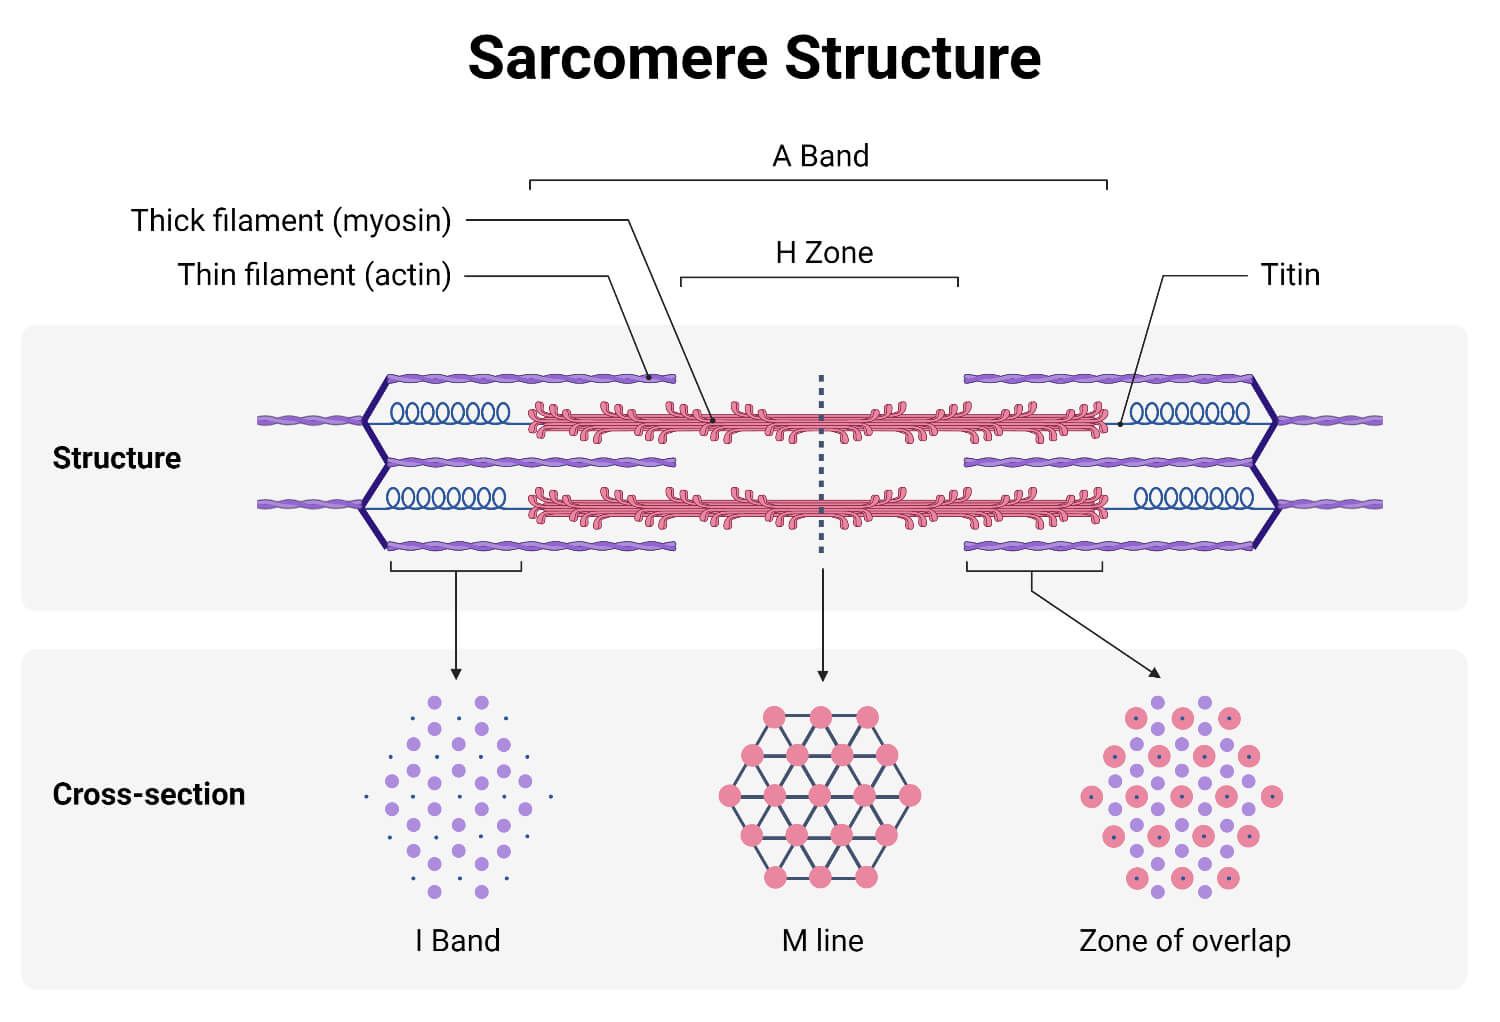 Sarcomere Structure
A Band
Thick filament (myosin)
H Zone
Thin filament (actin)
Titin
Structure
Cross-section
I Band
M line
Zone of overlap